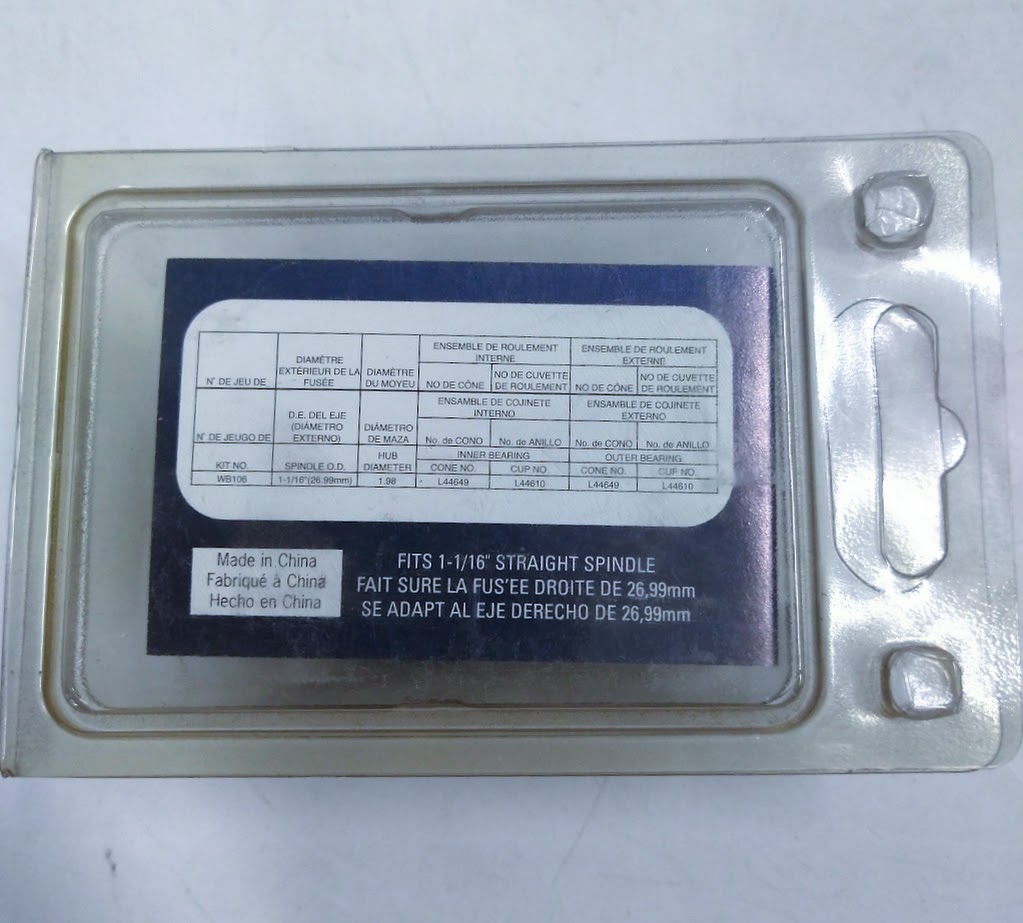 ENSEMBLE DE ROULEMENT INTERNE ENSEMBLE DE ROULEMENT EXTERNE
N° DE JEU DE DIAMÈTRE EXTÉRIEUR DE LA FUSÉE DIAMÈTRE DU MOYEU NO DE CÔNE NO DE CUVETTE DE ROULEMENT NO DE CÔNE NO DE CUVETTE DE ROULEMENT
ENSAMBLE DE COJINETE INTERNO ENSAMBLE DE COJINETE EXTERNO
N° DE JEUGO DE D.E. DEL EJE (DIÁMETRO EXTERNO) DIÁMETRO DE MAZA No. de CONO No. de ANILLO No. de CONO No. de ANILLO
INNER BEARING OUTER BEARING
KIT NO. SPINDLE O.D. HUB DIAMETER CONE NO. CUP NO. CONE NO. CUP NO.
WB106 1-1/16"(26.99mm) 1.98 L44649 L44610 L44649 L44610
Made in China
Fabriqué à China
Hecho en China
FITS 1-1/16" STRAIGHT SPINDLE
FAIT SURE LA FUS'EE DROITE DE 26,99mm
SE ADAPT AL EJE DERECHO DE 26,99mm